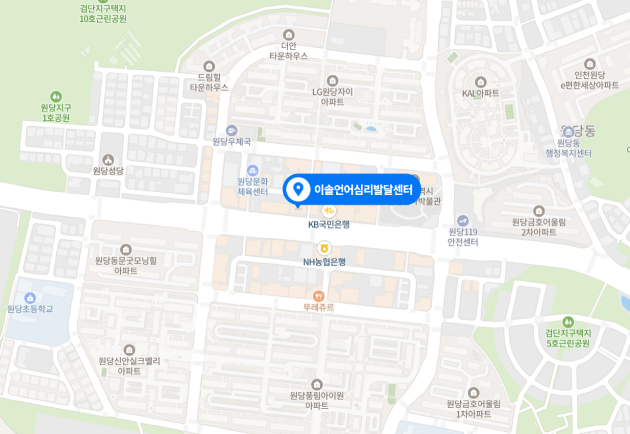 검단지구택지
10호근린공원
더안
타운하우스
드림힐
타운하우스
LG원당자이
아파트
KAL아파트
인천원당
e편한세상아파트
원당지구
1호공원
원당우체국
원당동
원당동
행정복지센터
원당성당
원당문화
체육센터
이솔언어심리발달센터
역시
박물관
KB국민은행
원당119
안전센터
원당금호어울림
2차아파트
원당동문굿모닝힐
아파트
NH농협은행
원당초등학교
뚜레쥬르
검단지구택지
5호근린공원
원당신안실크밸리
아파트
원당풍림아이원
아파트
원당금호어울림
1차아파트